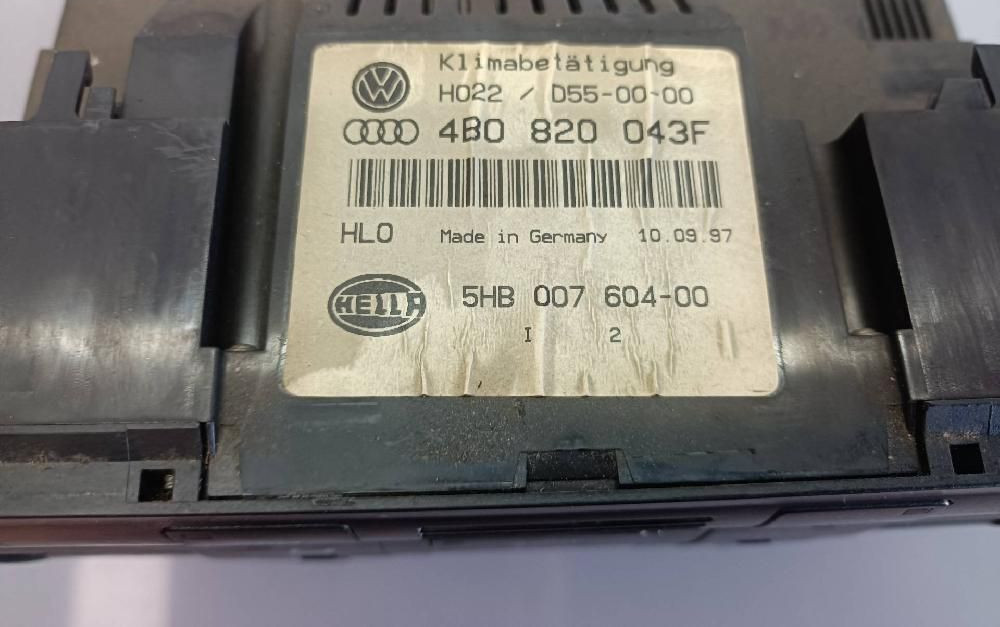 Klimabetätigung
H022 / D55-00-00
4B0 820 043F
HLO Made in Germany 10.09.97
HELLA 5HB 007 604-00
I 2